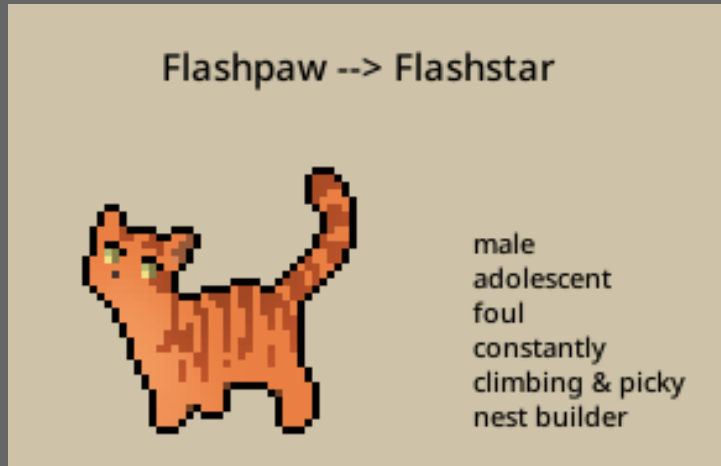 Flashpaw --> Flashstar
male
adolescent
foul
constantly
climbing & picky
nest builder